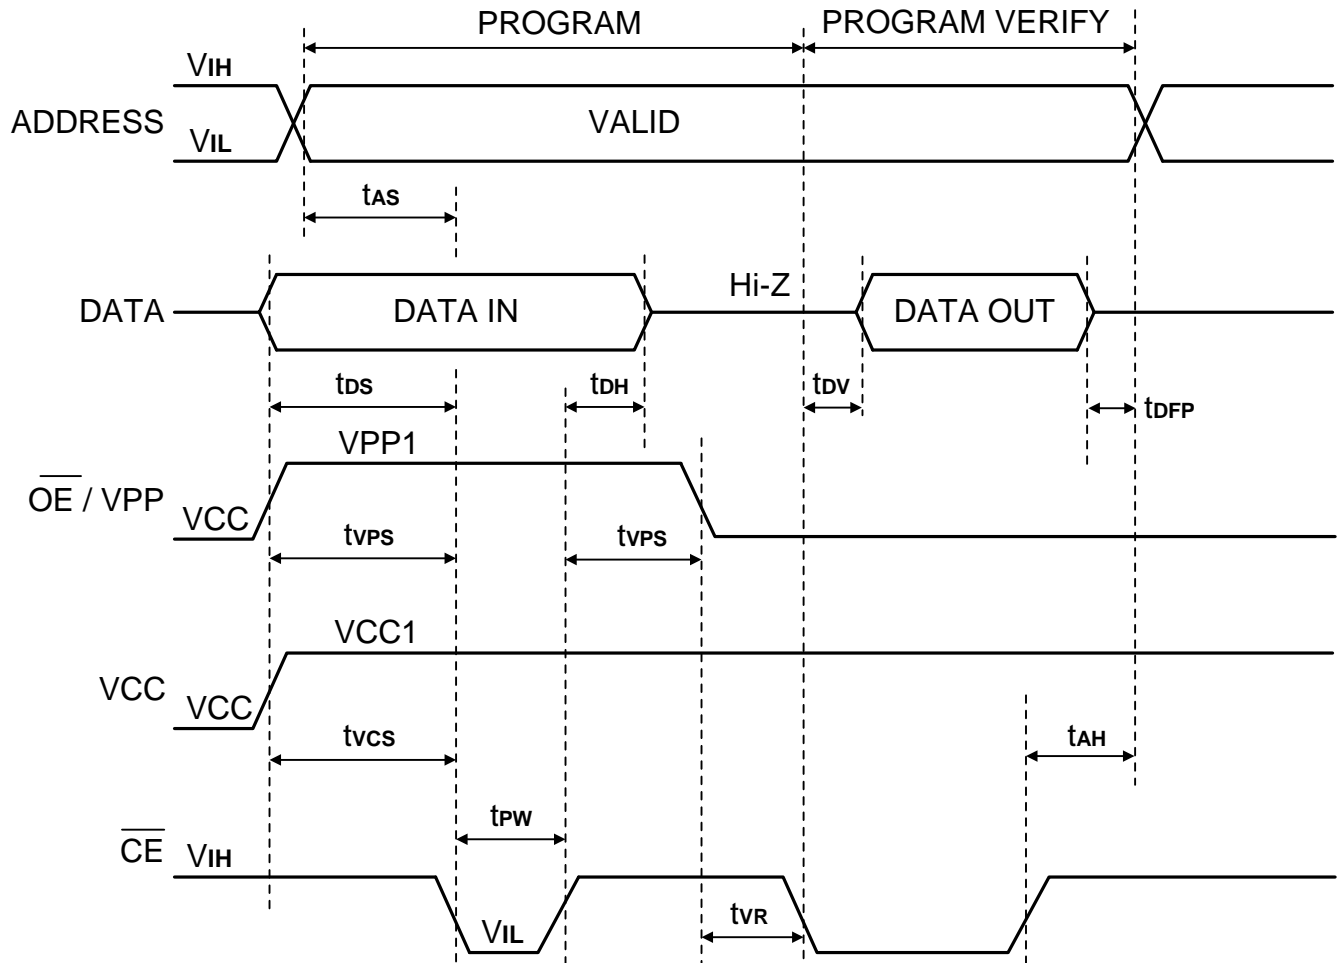 PROGRAM
PROGRAM VERIFY
VIH
ADDRESS
VALID
VIL
tAS
Hi-Z
DATA
DATA IN
DATA OUT
tDS
tDH
tDV
tDFP
VPP1
OE / VPP
VCC
tVPS
tVPS
VCC1
VCC
VCC
tVCS
tAH
tPW
CE
VIH
VIL
tVR